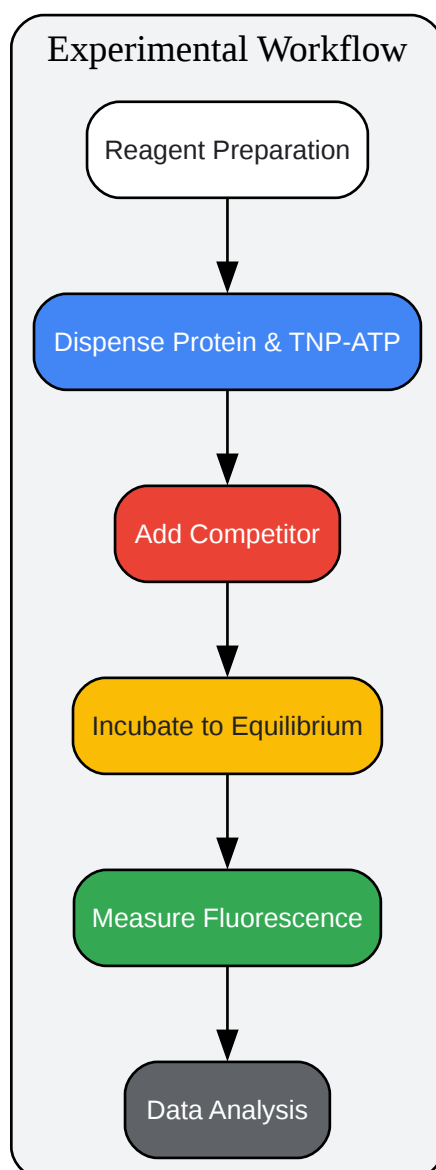 Experimental Workflow
Reagent Preparation
Dispense Protein & TNP-ATP
Add Competitor
Incubate to Equilibrium
Measure Fluorescence
Data Analysis